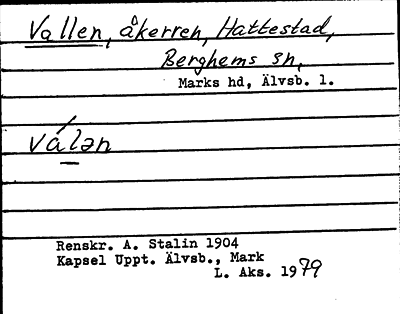 Vallen, åkerren, Hattestad,
Berghems sn,
Marks hd, Älvsb. l.
válən
Renskr. A. Stalin 1904
Kapsel Uppt. Älvsb., Mark
L. Aks. 1979